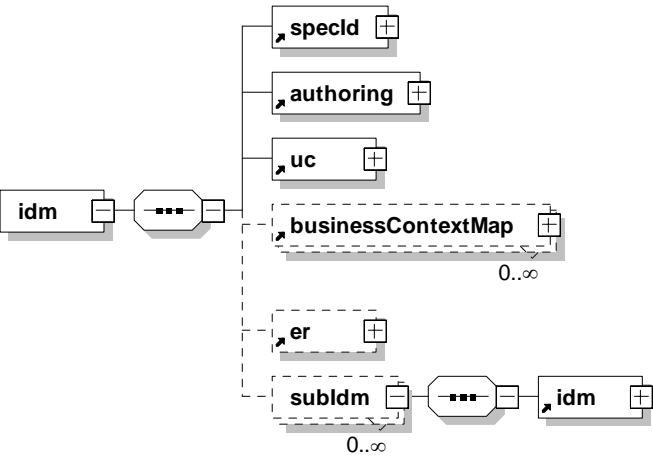 specId
authoring
uc
idm
businessContextMap
0..∞
er
subIdm
idm
0..∞